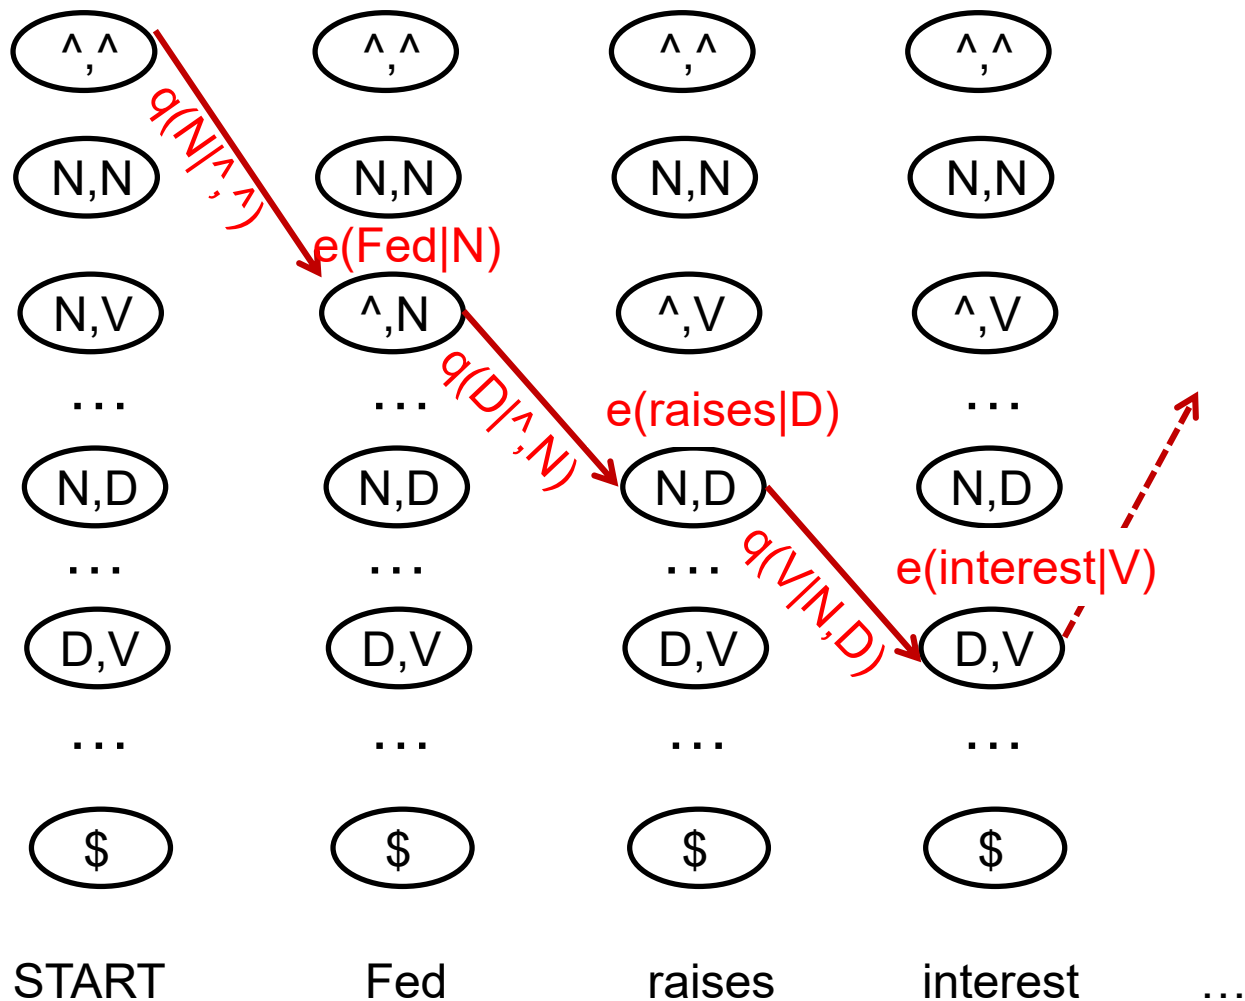 ^,^ ^,^ ^,^ ^,^
q(N|^,^)
N,N N,N N,N N,N
e(Fed|N)
N,V ^,N ^,V ^,V
q(D|^,N)
... ... ...
e(raises|D)
N,D N,D N,D N,D
q(V|N,D)
... ... ...
e(interest|V)
D,V D,V D,V D,V
... ... ... ...
$ $ $ $
START Fed raises interest ...